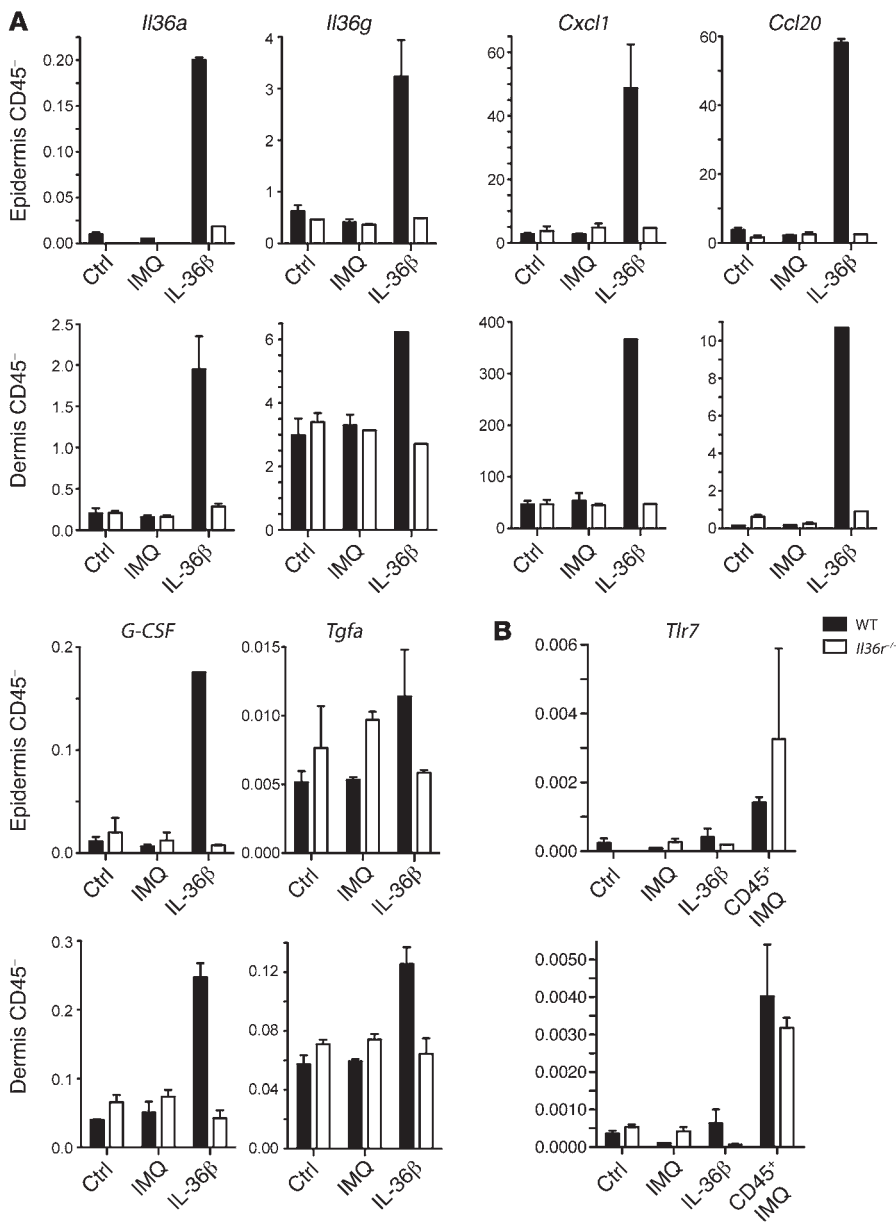 A
Il36a
Il36g
Cxcl1
Ccl20
Epidermis CD45⁻
0.20
0.15
0.10
0.05
0.00
Ctrl
IMQ
IL-36β
4
3
2
1
0
Ctrl
IMQ
IL-36β
60
40
20
0
Ctrl
IMQ
IL-36β
60
40
20
0
Ctrl
IMQ
IL-36β
Dermis CD45⁻
2.5
2.0
1.5
1.0
0.5
0.0
Ctrl
IMQ
IL-36β
6
4
2
0
Ctrl
IMQ
IL-36β
400
300
200
100
0
Ctrl
IMQ
IL-36β
10
8
6
4
2
0
Ctrl
IMQ
IL-36β
G-CSF
Tgfa
B
Tlr7
WT
Il36r⁻/⁻
Epidermis CD45⁻
0.2
0.1
0.0
Ctrl
IMQ
IL-36β
0.015
0.010
0.005
0.000
Ctrl
IMQ
IL-36β
0.006
0.004
0.002
0.000
Ctrl
IMQ
IL-36β
CD45⁺
IMQ
Dermis CD45⁻
0.3
0.2
0.1
0.0
Ctrl
IMQ
IL-36β
0.12
0.08
0.04
0.00
Ctrl
IMQ
IL-36β
0.0050
0.0040
0.0030
0.0010
0.0000
Ctrl
IMQ
IL-36β
CD45⁺
IMQ